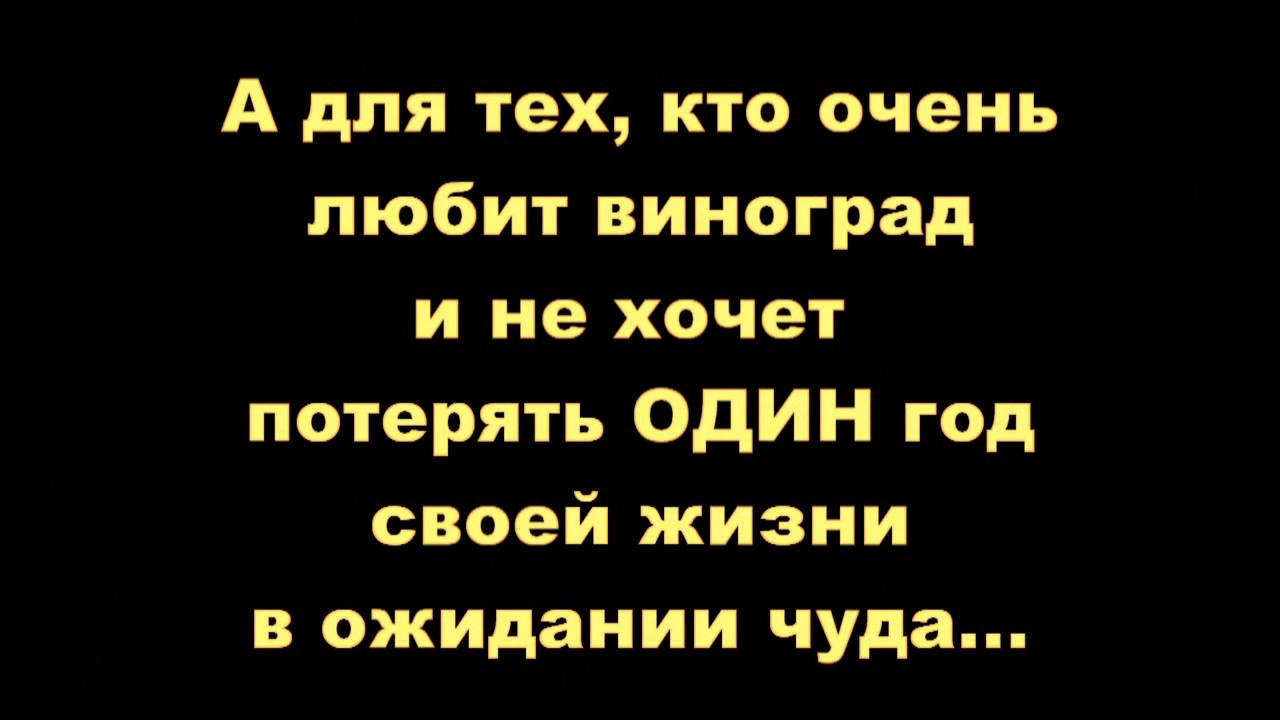 А для тех, кто очень
любит виноград
и не хочет
потерять ОДИН год
своей жизни
в ожидании чуда...